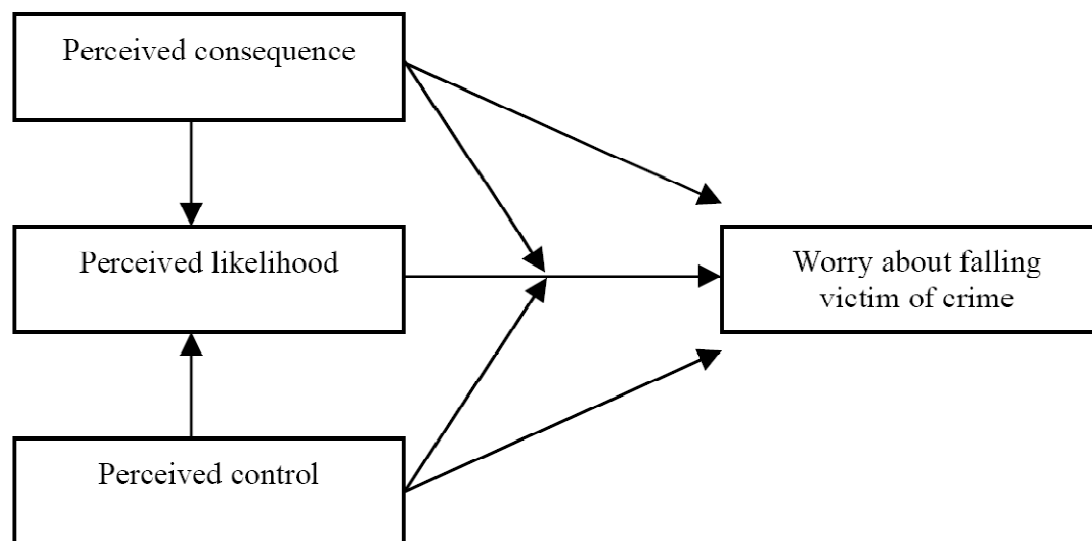 Perceived consequence
Perceived likelihood
Worry about falling
victim of crime
Perceived control